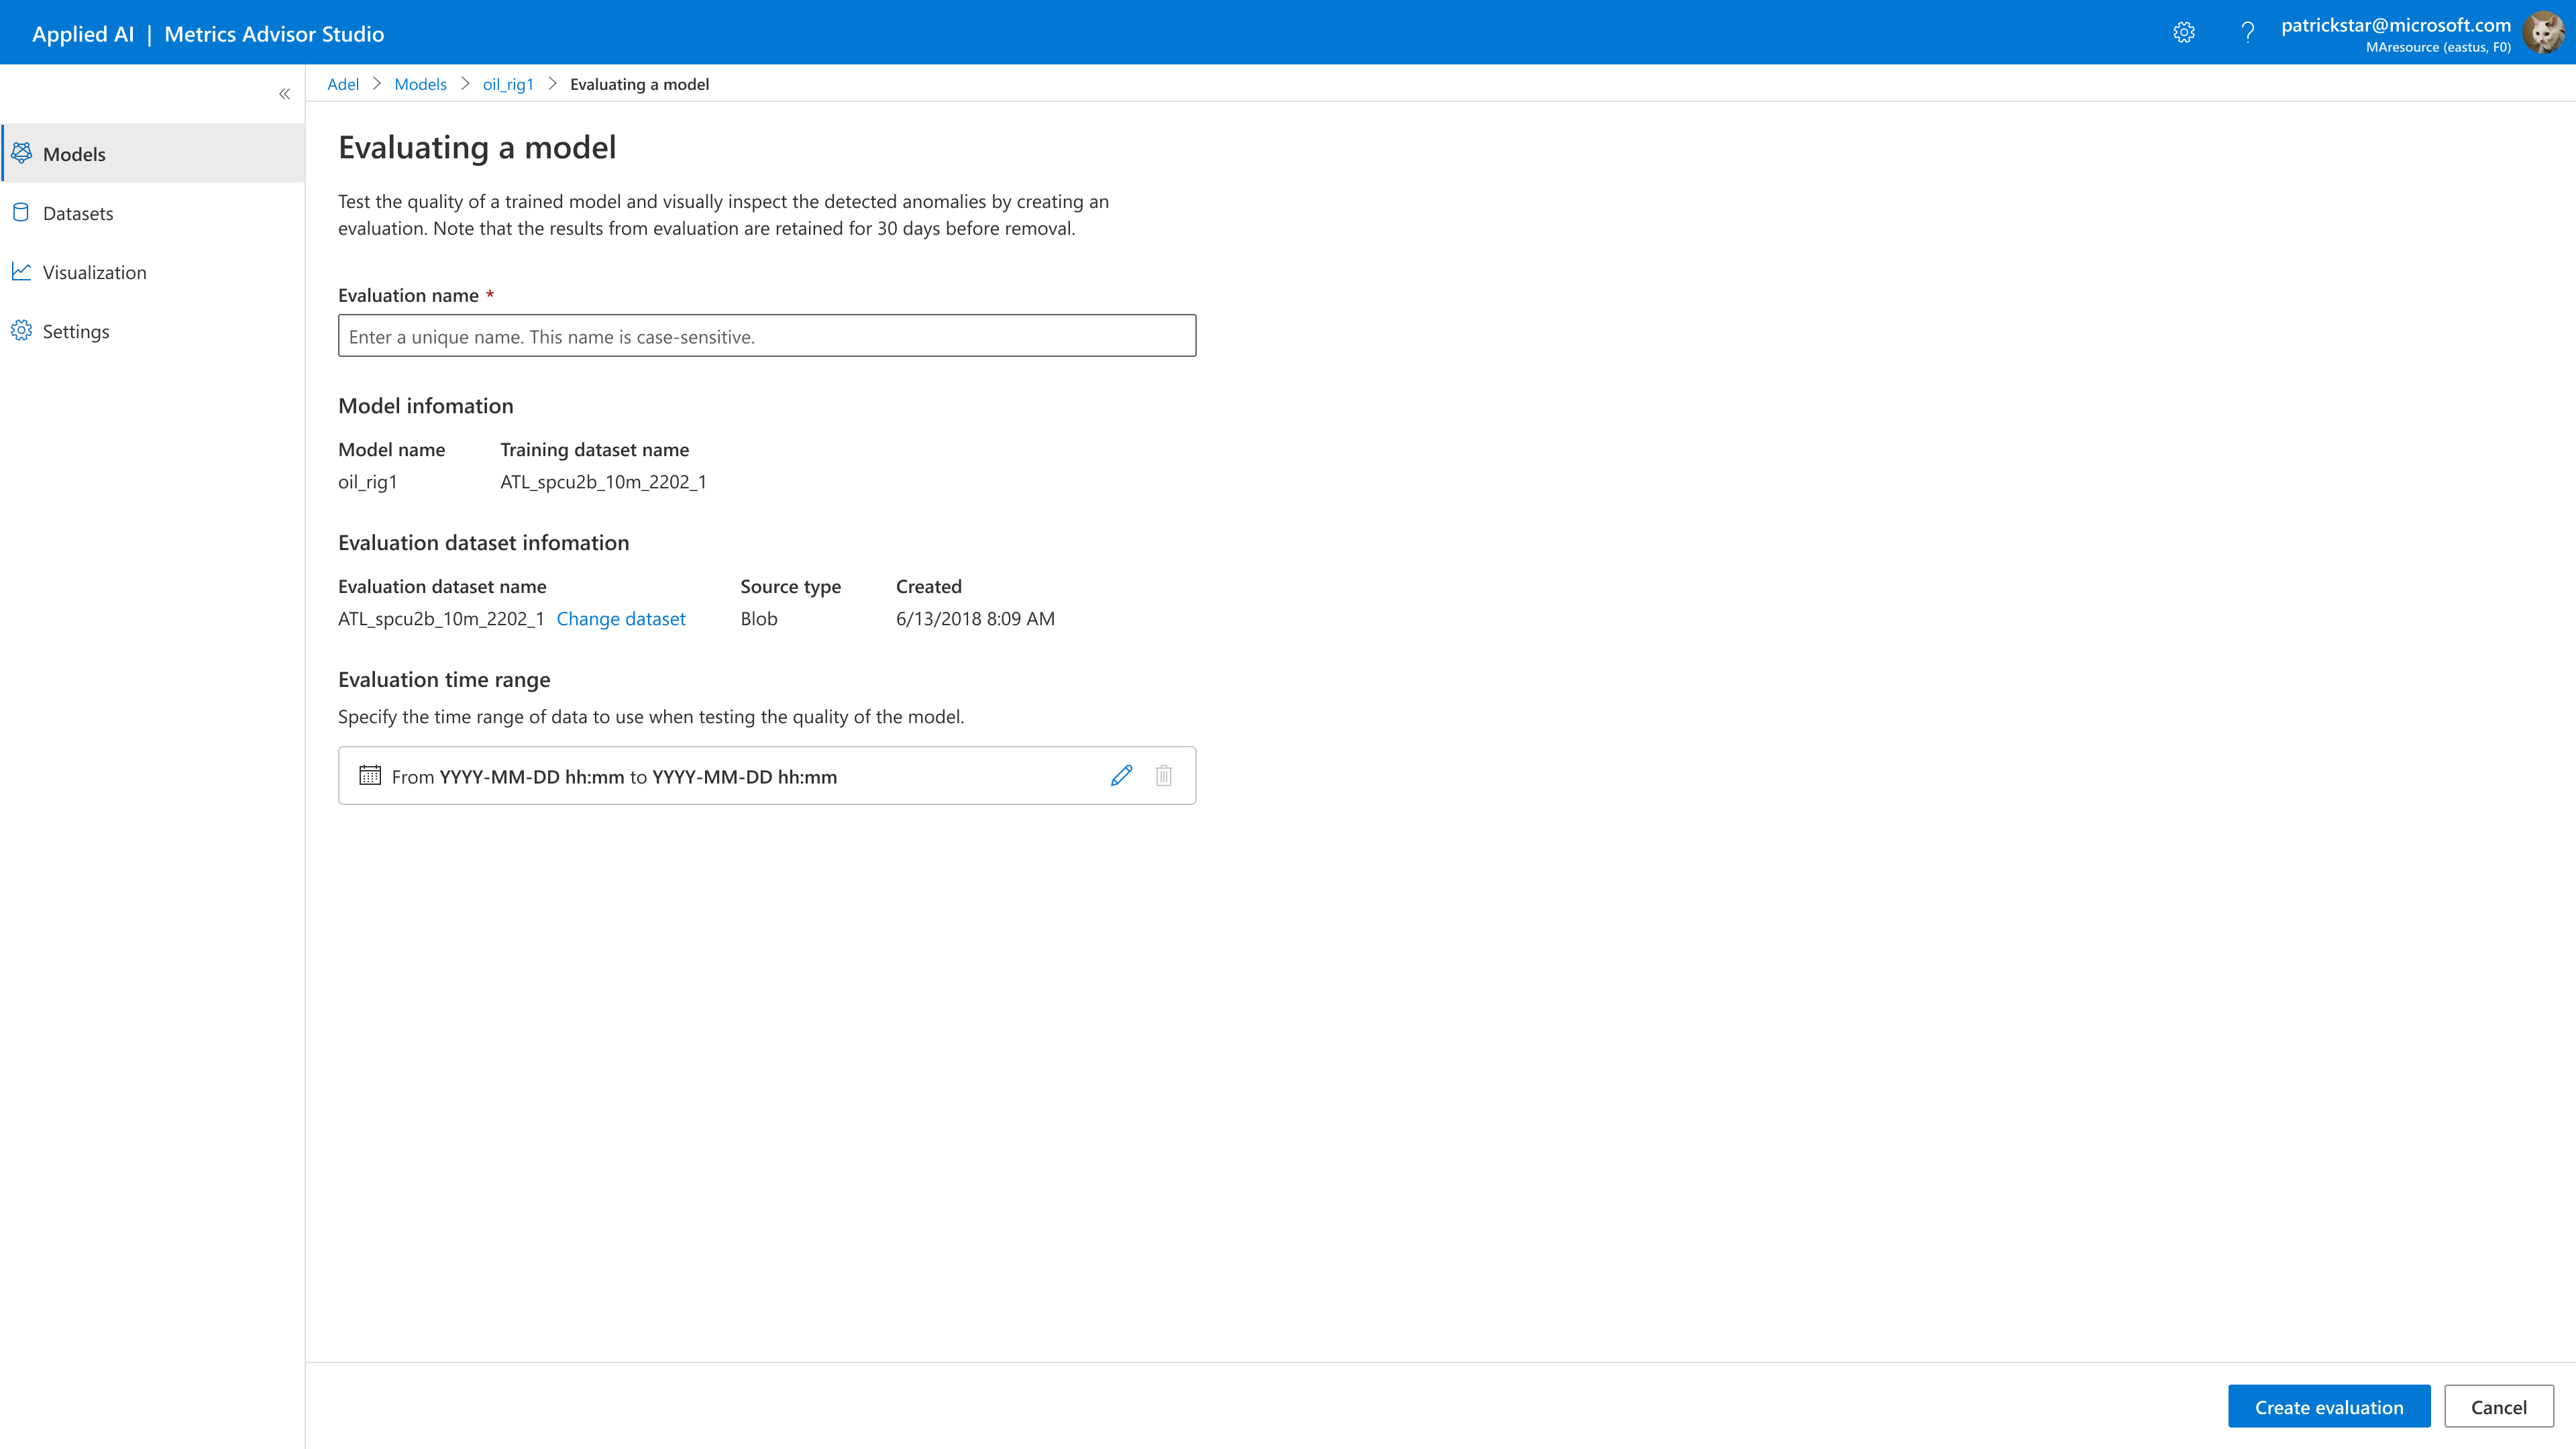 Applied AI | Metrics Advisor Studio
patrickstar@microsoft.com
MAresource (eastus, F0)
Adel > Models > oil_rig1 > Evaluating a model
Models
Datasets
Visualization
Settings
Evaluating a model
Test the quality of a trained model and visually inspect the detected anomalies by creating an
evaluation. Note that the results from evaluation are retained for 30 days before removal.
Evaluation name *
Enter a unique name. This name is case-sensitive.
Model infomation
Model name Training dataset name
oil_rig1 ATL_spcu2b_10m_2202_1
Evaluation dataset infomation
Evaluation dataset name Source type Created
ATL_spcu2b_10m_2202_1 Change dataset Blob 6/13/2018 8:09 AM
Evaluation time range
Specify the time range of data to use when testing the quality of the model.
From YYYY-MM-DD hh:mm to YYYY-MM-DD hh:mm
Create evaluation Cancel